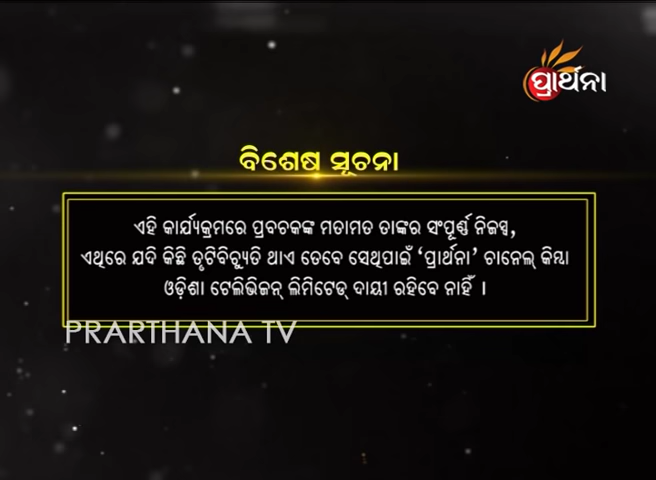 ପ୍ରାର୍ଥନା
ବିଶେଷ ସୂଚନା
ଏହି କାର୍ଯ୍ୟକ୍ରମରେ ପ୍ରବଚକଙ୍କ ମତାମତ ତାଙ୍କର ସଂପୂର୍ଣ୍ଣ ନିଜସ୍ୱ,
ଏଥିରେ ଯଦି କିଛି ତୃଟିବିଚ୍ୟୁତି ଥାଏ ତେବେ ସେଥିପାଇଁ ‘ପ୍ରାର୍ଥନା’ ଚାନେଲ୍ କିମ୍ବା
ଓଡ଼ିଶା ଟେଲିଭିଜନ୍ ଲିମିଟେଡ୍ ଦାୟୀ ରହିବେ ନାହିଁ ।
PRARTHANA TV